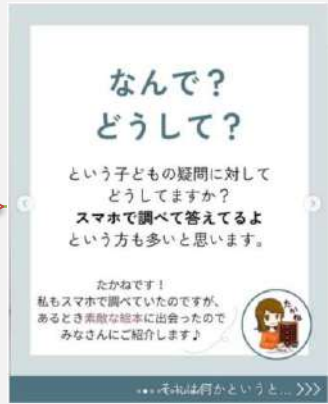 なんで？
どうして？
という子どもの疑問に対して
どうしてますか？
スマホで調べて答えてるよ
という方も多いと思います。
たかねです！
私もスマホで調べていたのですが、
あるとき素敵な絵本に出会ったので
みなさんにご紹介します♪
たかね
それは何かというと... >>>